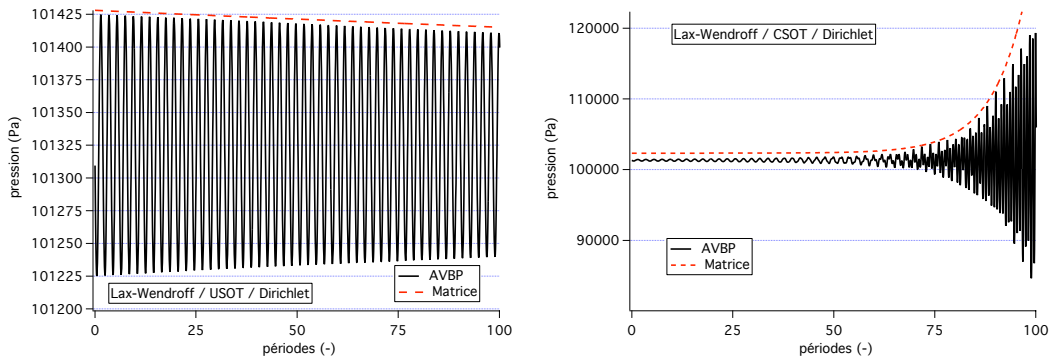 101425
101400
101375
101350
101325
101300
101275
101250
101225
101200
pression (Pa)
0
25
50
75
100
périodes (-)
Lax-Wendroff / USOT / Dirichlet
AVBP
Matrice
120000
110000
100000
90000
pression (Pa)
0
25
50
75
100
périodes (-)
Lax-Wendroff / CSOT / Dirichlet
AVBP
Matrice